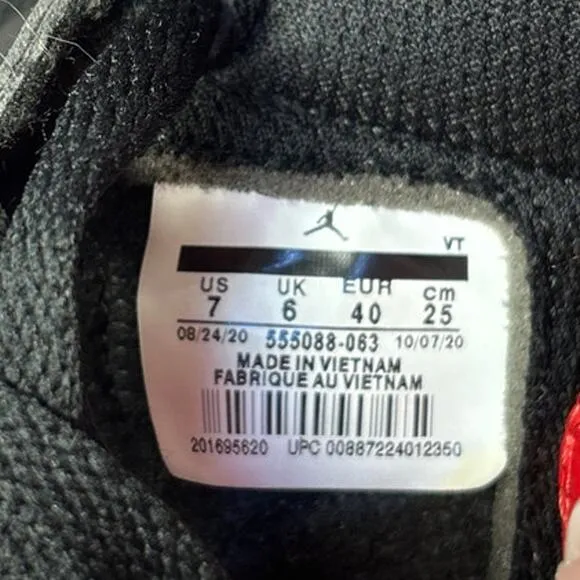 VT
US UK EUR cm
7 6 40 25
08/24/20 555088-063 10/07/20
MADE IN VIETNAM
FABRIQUE AU VIETNAM
201695620 UPC 00887224012350